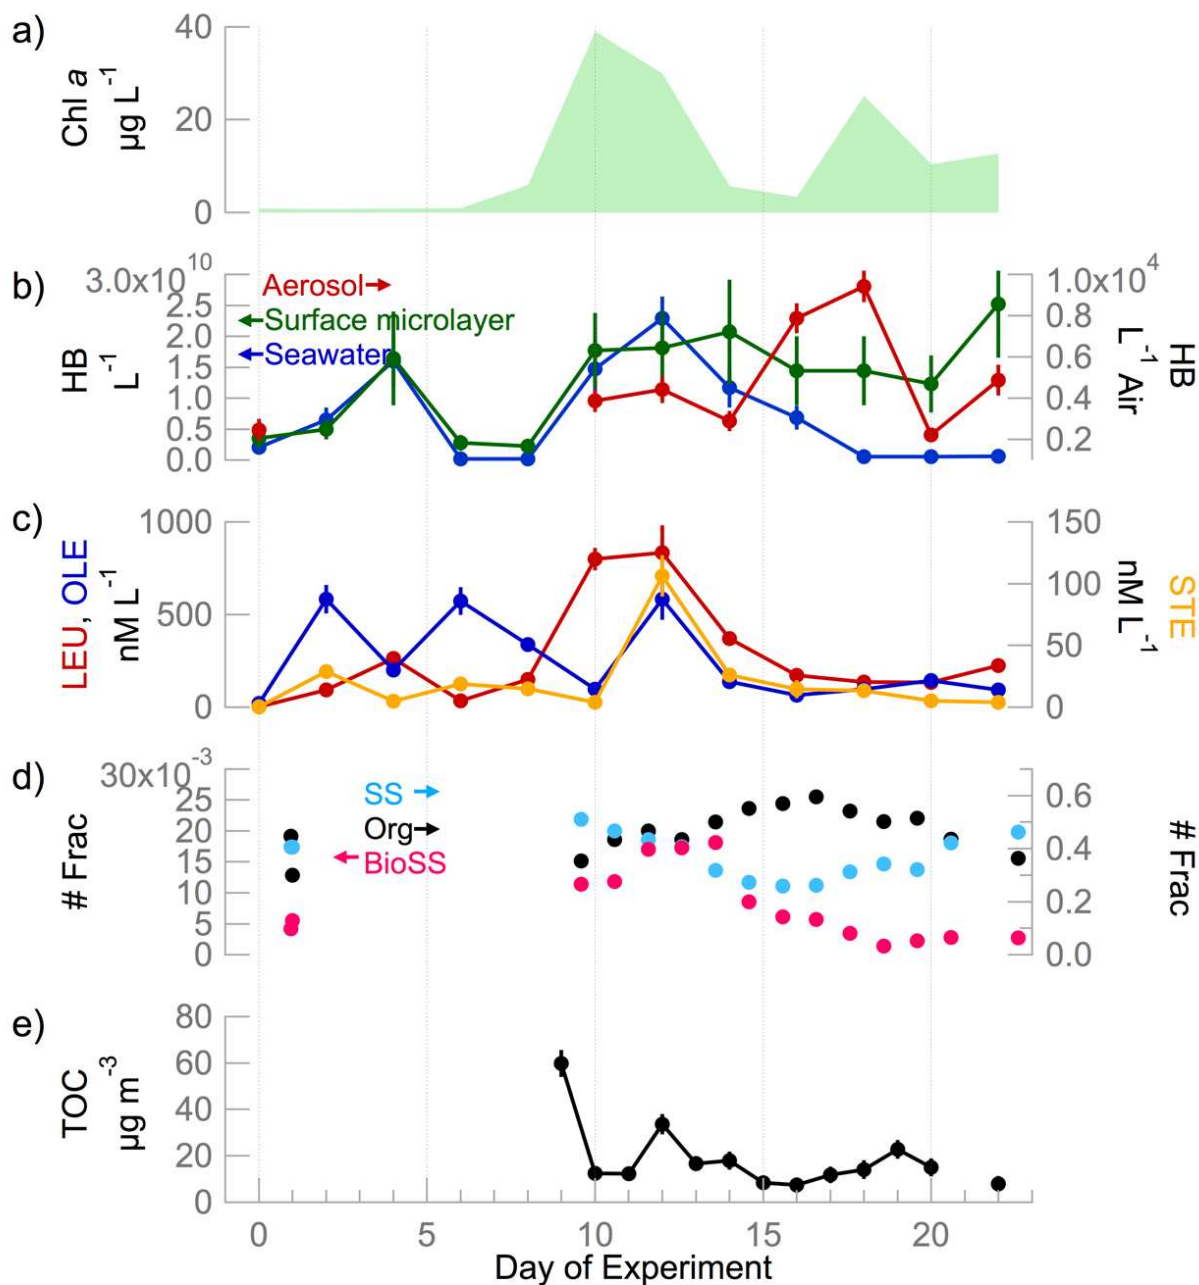 a)
Chl a
µg L⁻¹
40
20
0
b)
HB
L⁻¹
3.0x10¹⁰
2.5
2.0
1.5
1.0
0.5
0.0
Aerosol→
←Surface microlayer
←Seawater
1.0x10⁴
0.8
0.6
0.4
0.2
HB
L⁻¹ Air
c)
LEU, OLE
nM L⁻¹
1000
500
0
150
100
50
0
STE
nM L⁻¹
d)
# Frac
30x10⁻³
25
20
15
10
5
0
SS →
Org→
← BioSS
0.6
0.4
0.2
0.0
# Frac
e)
TOC
µg m⁻³
80
60
40
20
0
0 5 10 15 20
Day of Experiment